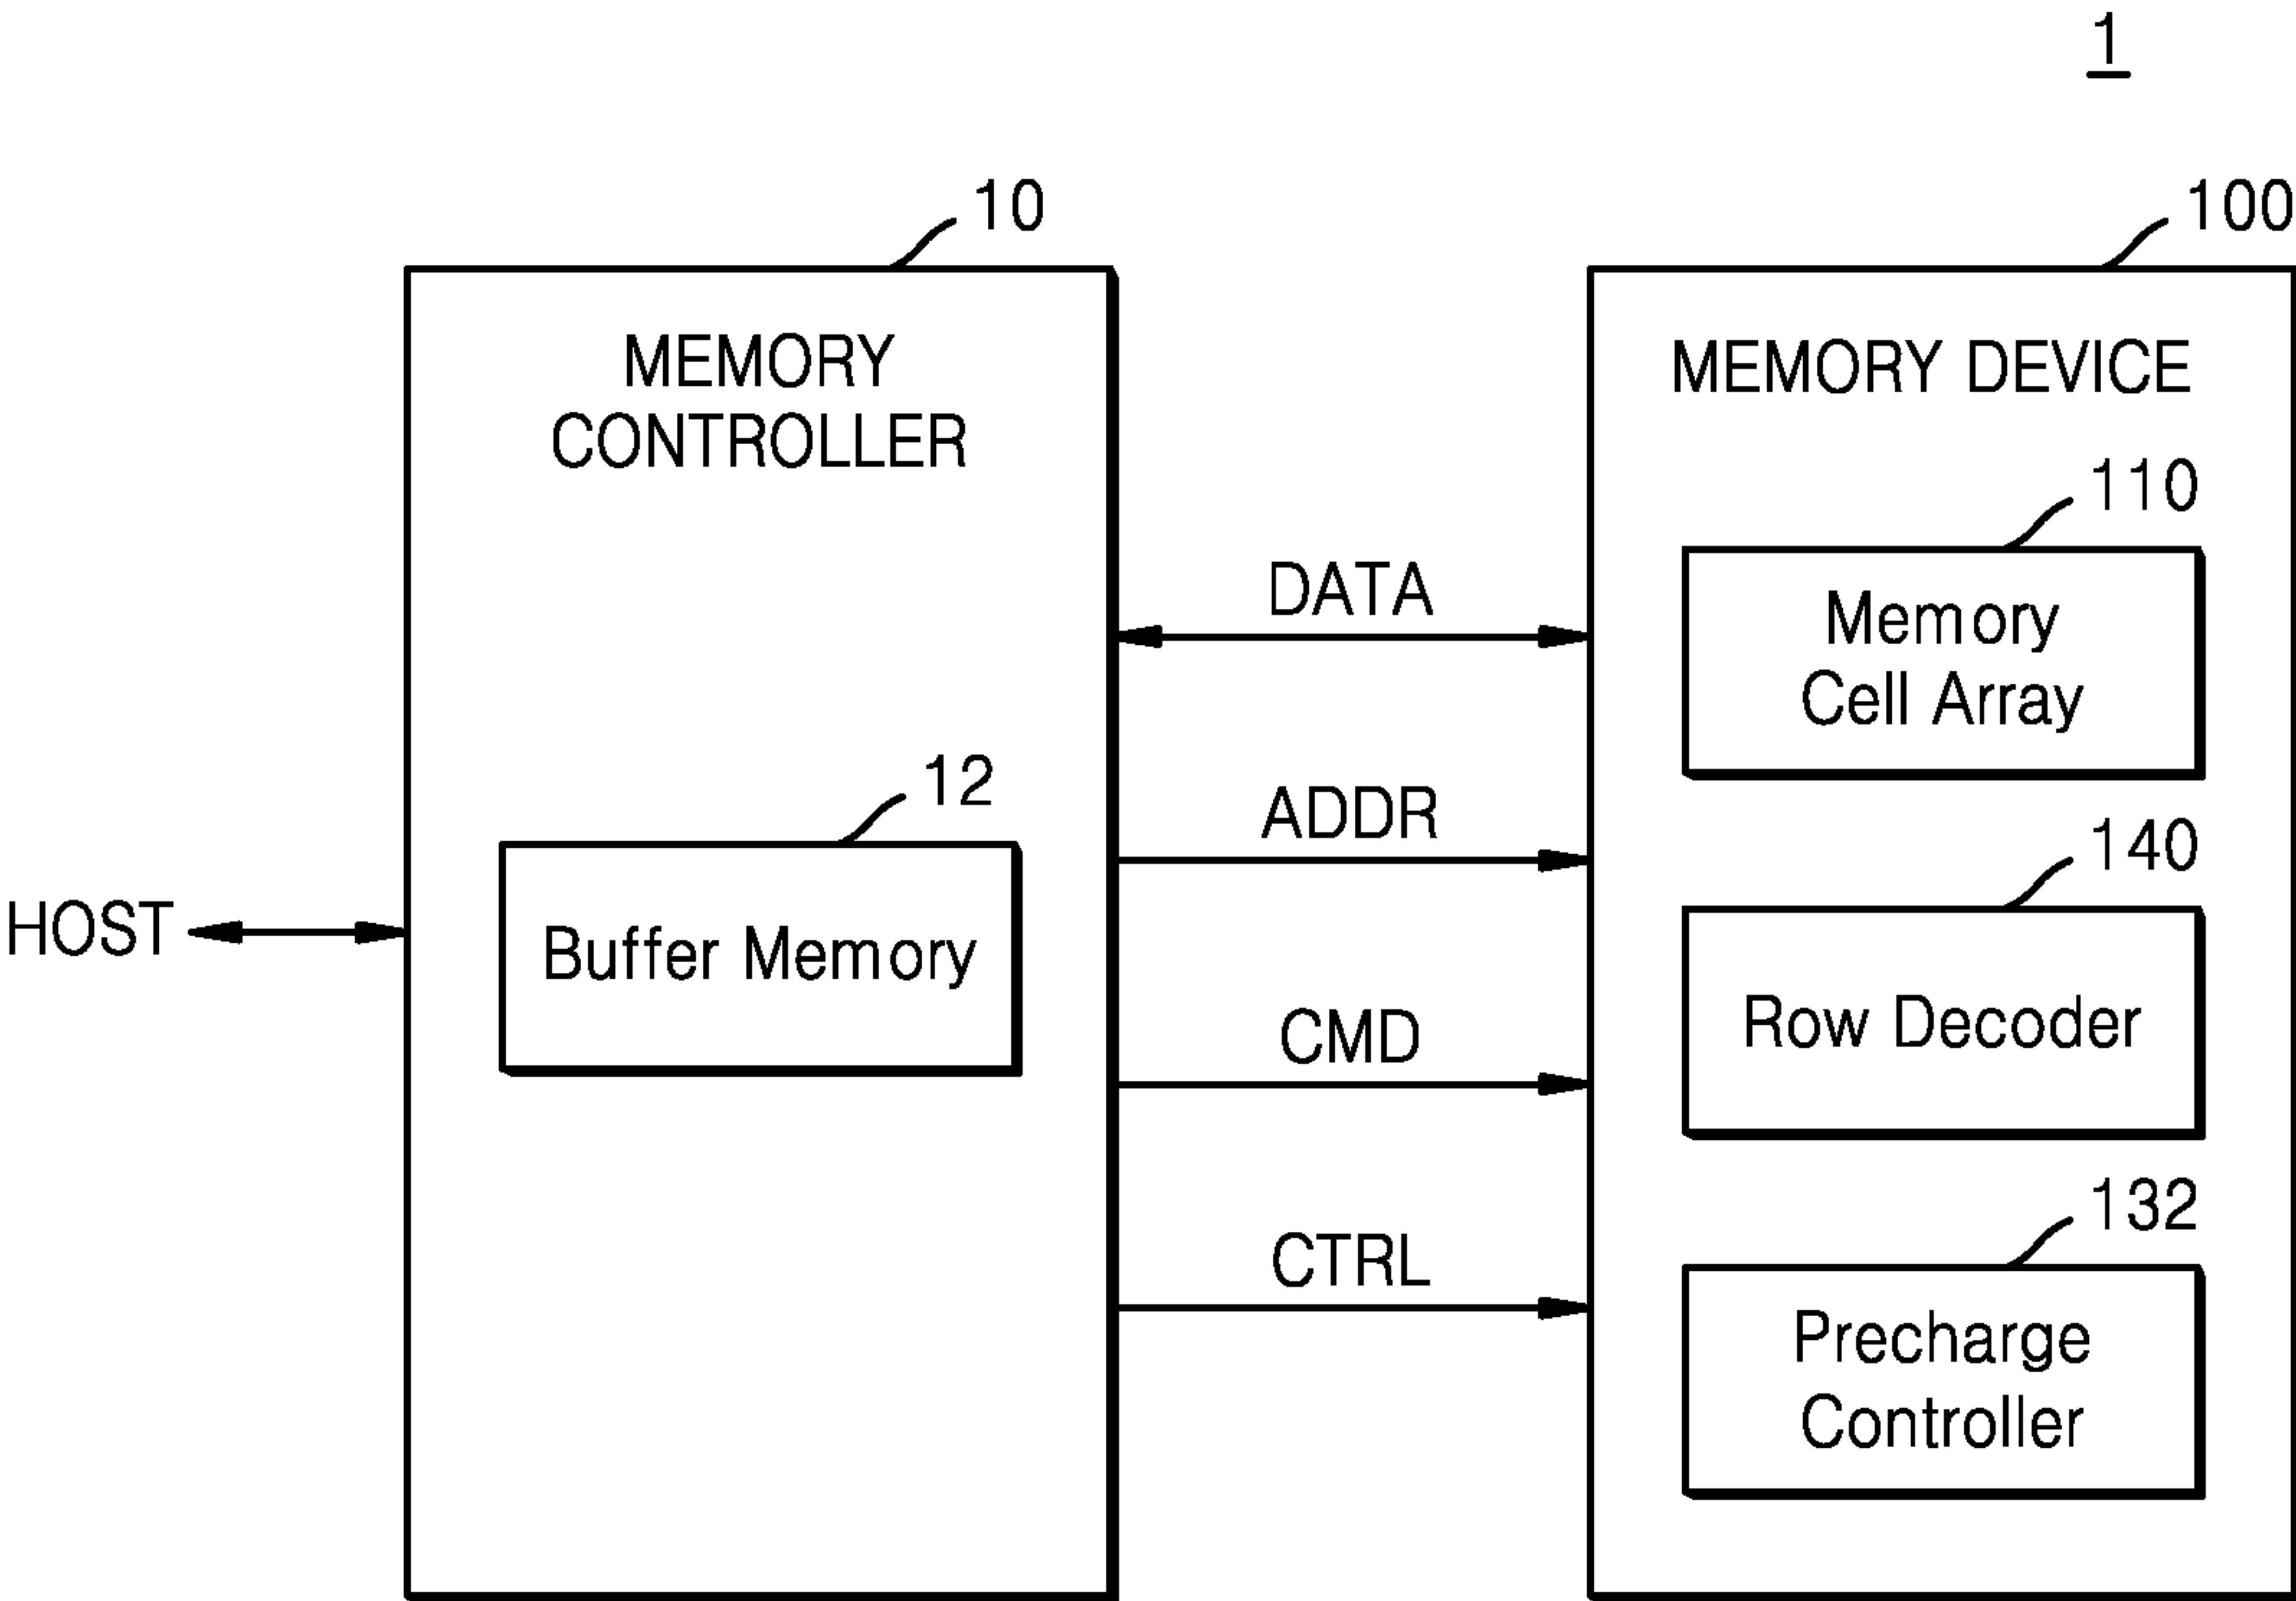 1
10
100
MEMORY
CONTROLLER
MEMORY DEVICE
110
DATA
Memory
Cell Array
12
ADDR
140
HOST
Buffer Memory
CMD
Row Decoder
132
CTRL
Precharge
Controller